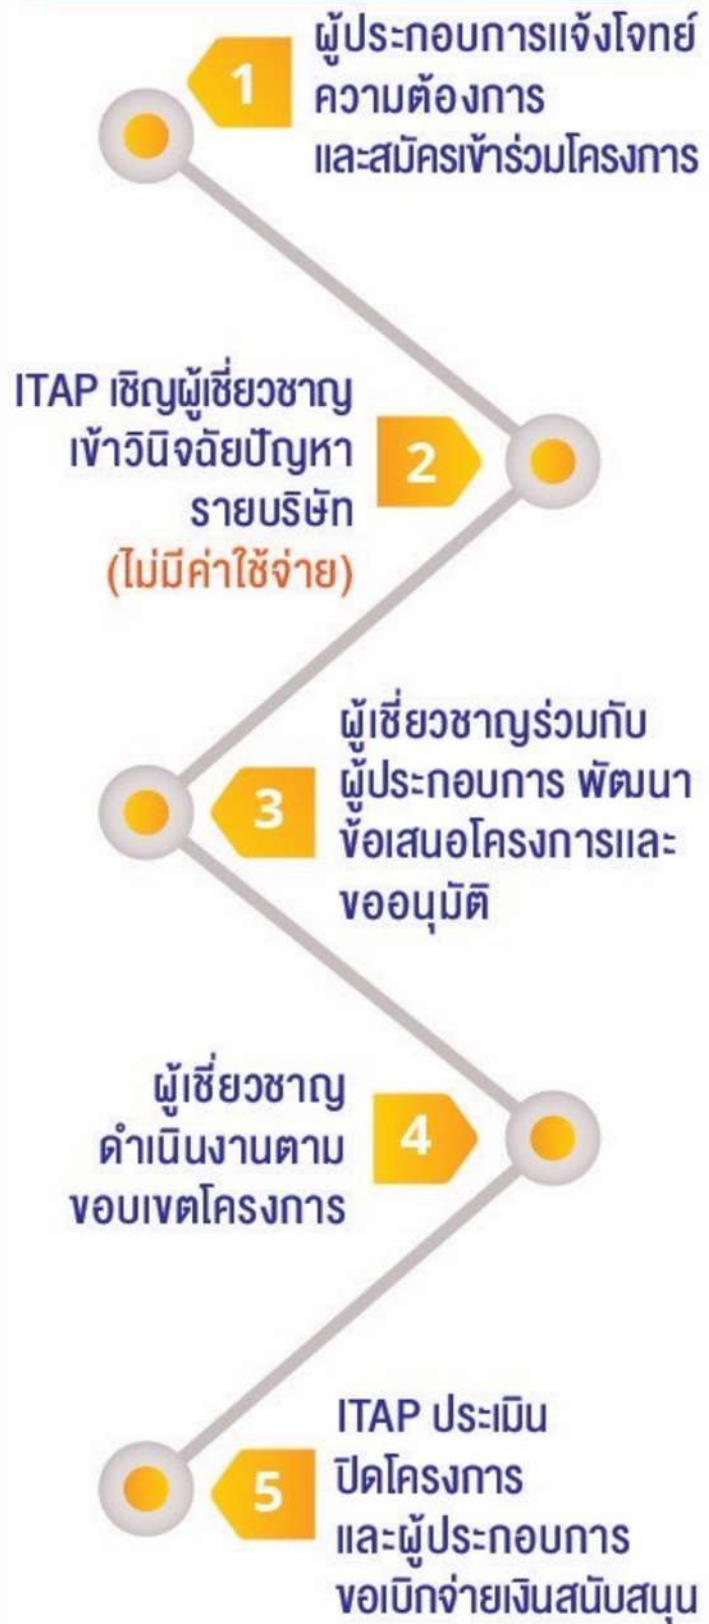 1
ผู้ประกอบการแจ้งโจทย์
ความต้องการ
และสมัครเข้าร่วมโครงการ
ITAP เชิญผู้เชี่ยวชาญ
เข้าวินิจฉัยปัญหา
รายบริษัท
(ไม่มีค่าใช้จ่าย)
2
3
ผู้เชี่ยวชาญร่วมกับ
ผู้ประกอบการ พัฒนา
ข้อเสนอโครงการและ
ขออนุมัติ
ผู้เชี่ยวชาญ
ดำเนินงานตาม
ขอบเขตโครงการ
4
5
ITAP ประเมิน
ปิดโครงการ
และผู้ประกอบการ
ขอเบิกจ่ายเงินสนับสนุน